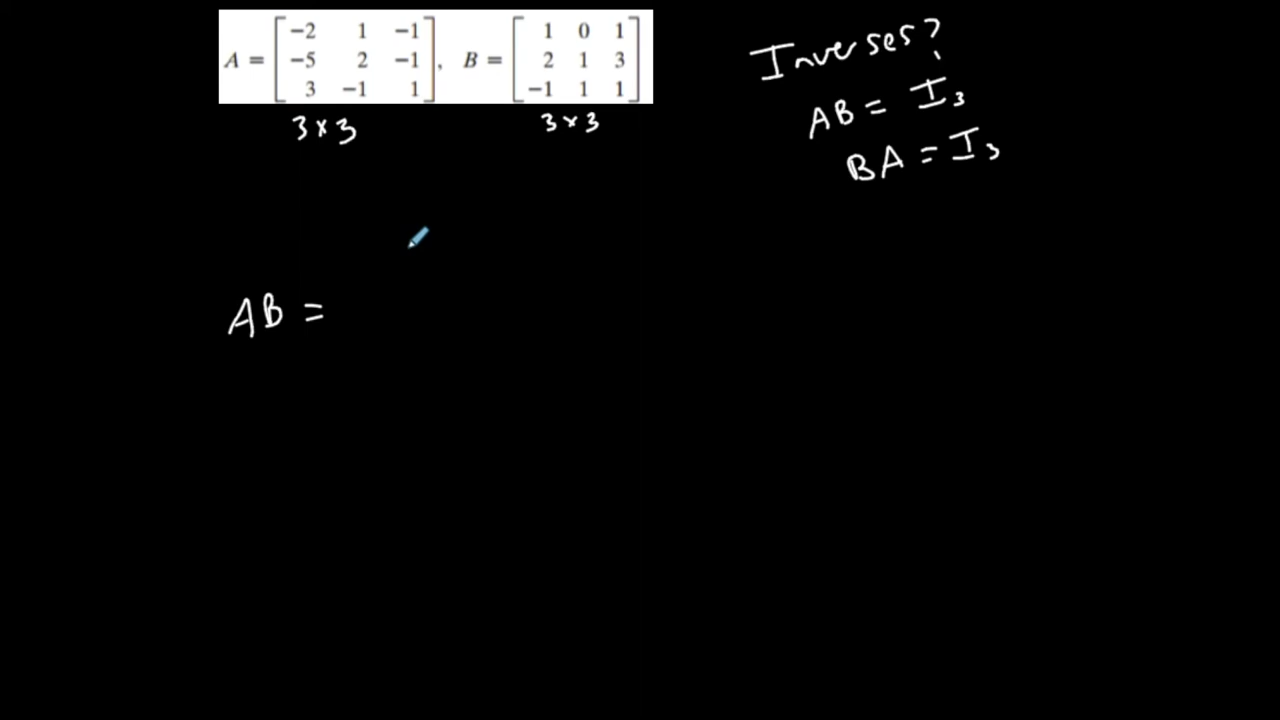 A = [ −2 1 −1
−5 2 −1
3 −1 1 ], B = [ 1 0 1
2 1 3
−1 1 1 ]
3 × 3
3 × 3
Inverses?
AB = I₃
BA = I₃
AB =